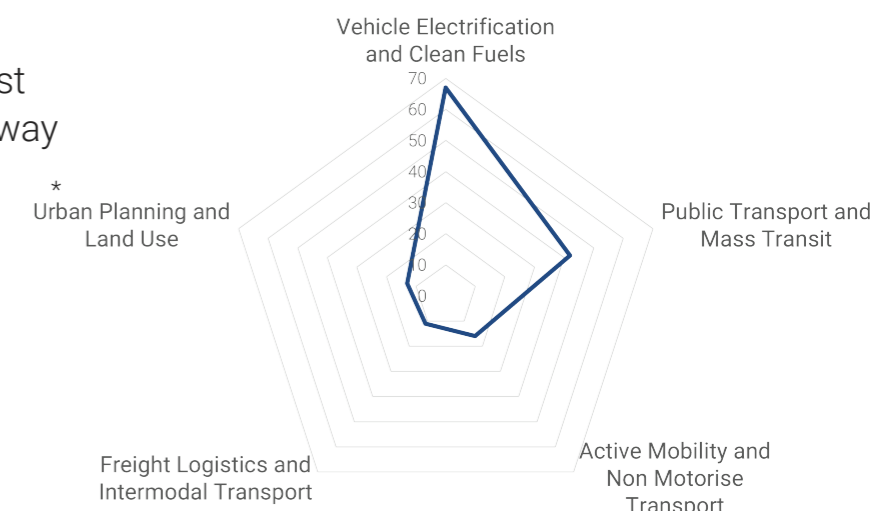 Vehicle Electrification
and Clean Fuels
st
way
70
60
50
40
30
20
10
0
*
Urban Planning and
Land Use
Public Transport and
Mass Transit
Freight Logistics and
Intermodal Transport
Active Mobility and
Non Motorise
Transport